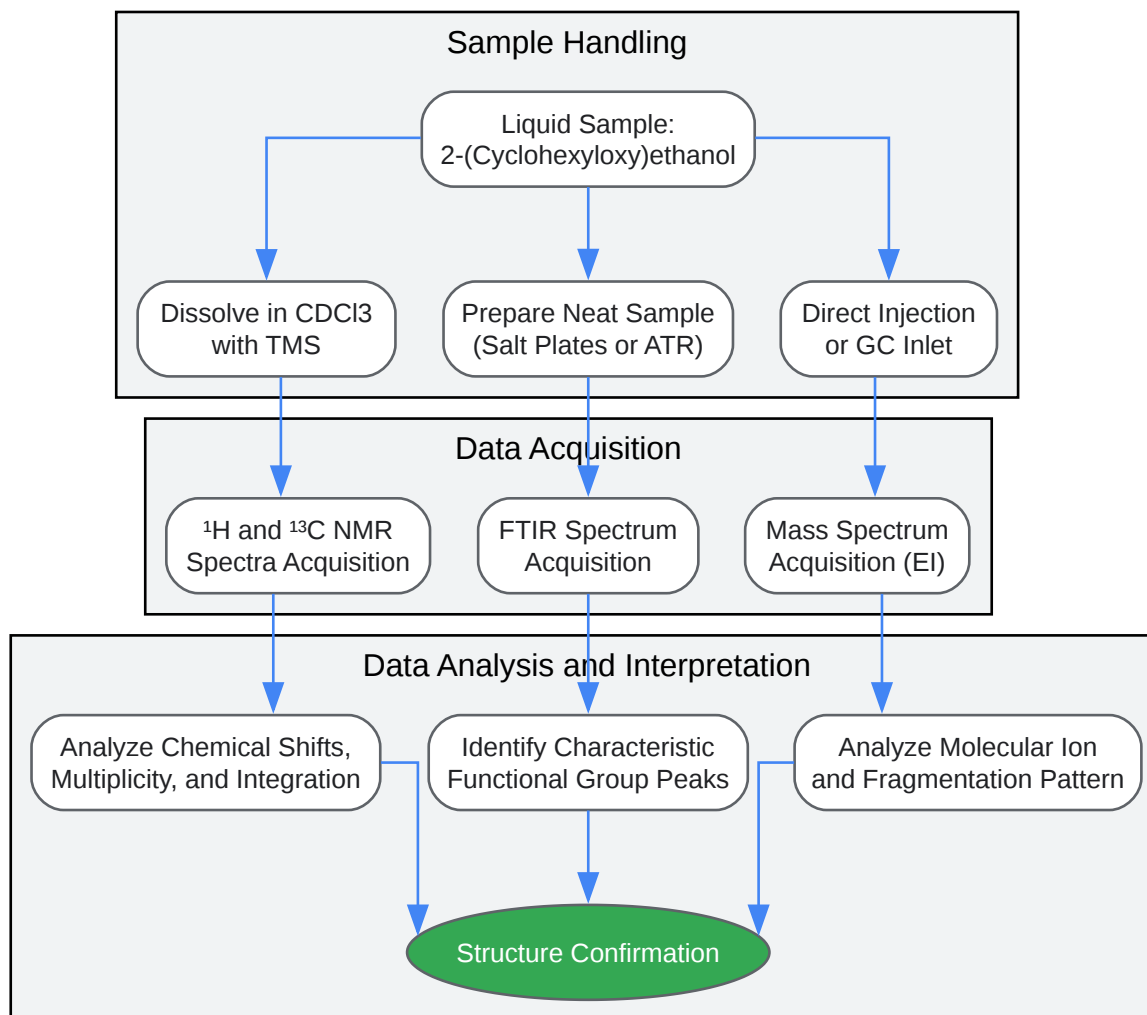 Sample Handling
Liquid Sample:
2-(Cyclohexyloxy)ethanol
Dissolve in CDCl3
with TMS
Prepare Neat Sample
(Salt Plates or ATR)
Direct Injection
or GC Inlet
Data Acquisition
¹H and ¹³C NMR
Spectra Acquisition
FTIR Spectrum
Acquisition
Mass Spectrum
Acquisition (EI)
Data Analysis and Interpretation
Analyze Chemical Shifts,
Multiplicity, and Integration
Identify Characteristic
Functional Group Peaks
Analyze Molecular Ion
and Fragmentation Pattern
Structure Confirmation